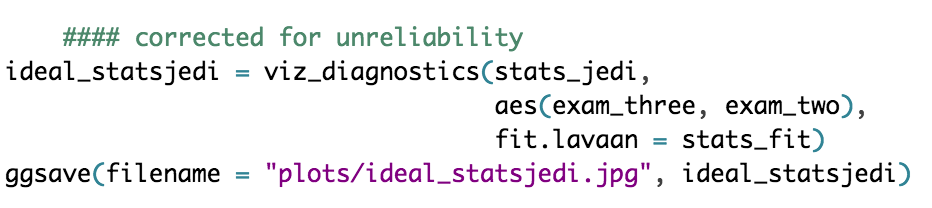 #### corrected for unreliability
ideal_statsjedi = viz_diagnostics(stats_jedi,
aes(exam_three, exam_two),
fit.lavaan = stats_fit)
ggsave(filename = "plots/ideal_statsjedi.jpg", ideal_statsjedi)